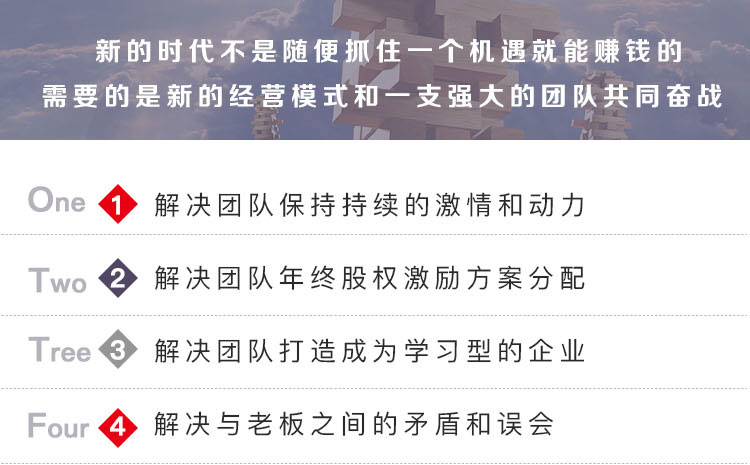 新的时代不是随便抓住一个机遇就能赚钱的
需要的是新的经营模式和一支强大的团队共同奋战
One 1 解决团队保持持续的激情和动力
Two 2 解决团队年终股权激励方案分配
Tree 3 解决团队打造成为学习型的企业
Four 4 解决与老板之间的矛盾和误会